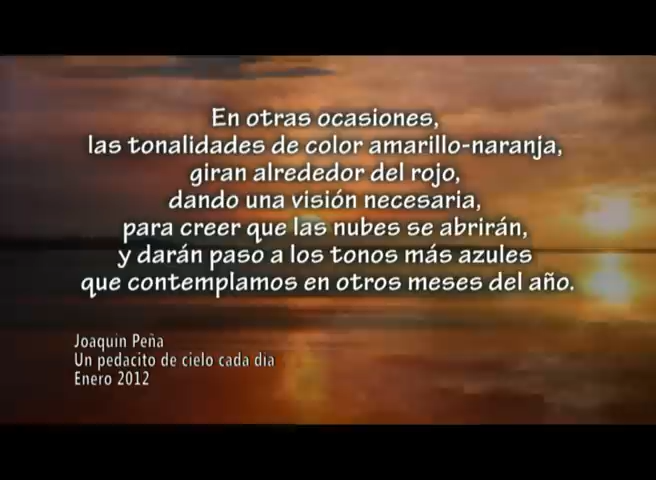 En otras ocasiones,
las tonalidades de color amarillo-naranja,
giran alrededor del rojo,
dando una visión necesaria,
para creer que las nubes se abrirán,
y darán paso a los tonos más azules
que contemplamos en otros meses del año.
Joaquin Peña
Un pedacito de cielo cada dia
Enero 2012